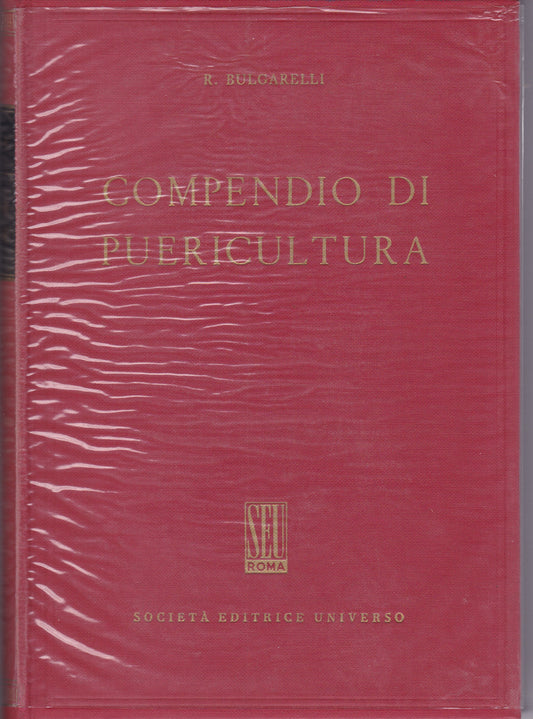 R. BULGARELLI
COMPENDIO DI
PUERICULTURA
SEU
ROMA
SOCIETÀ EDITRICE UNIVERSO